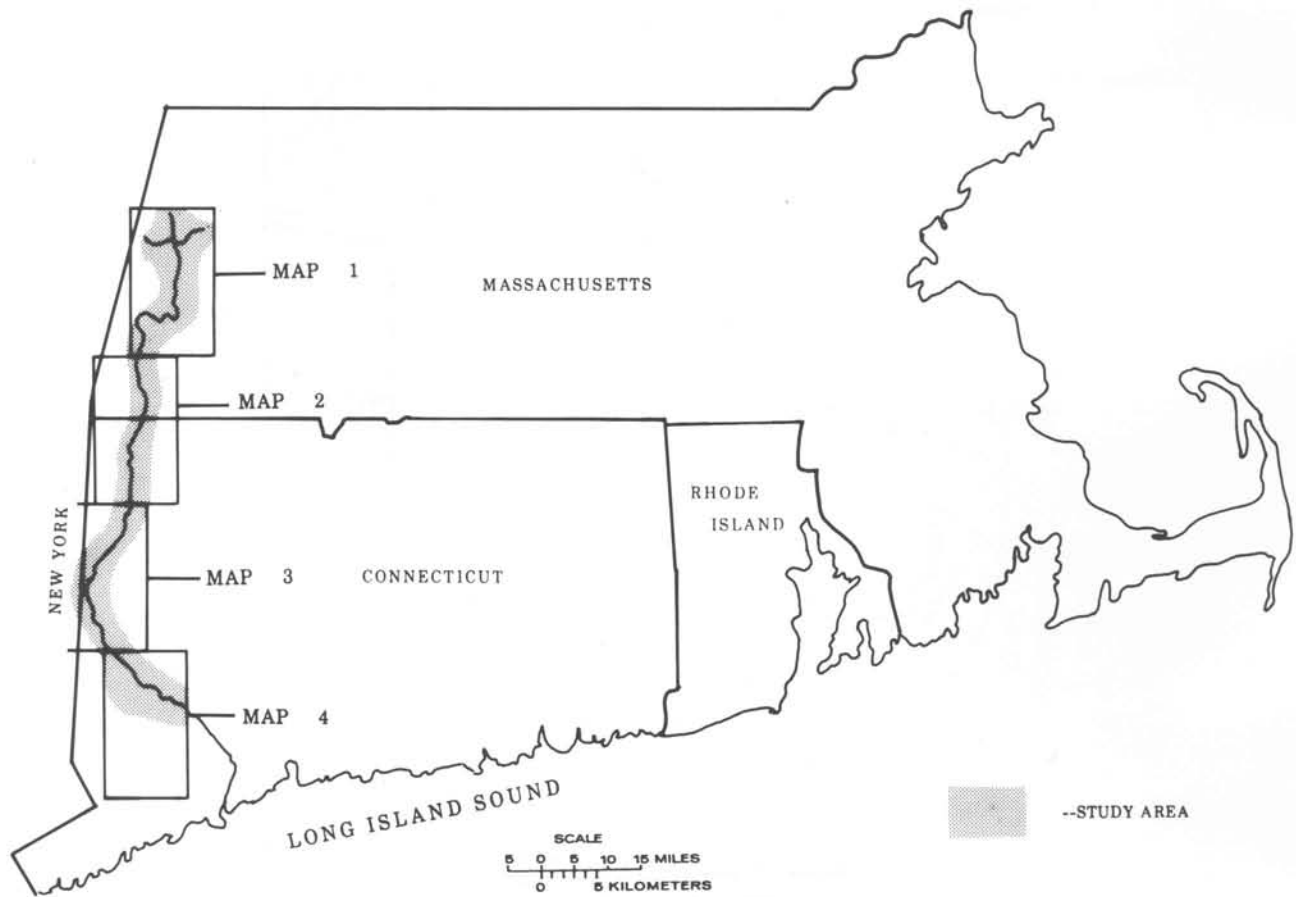 MAP 1
MASSACHUSETTS
MAP 2
RHODE
ISLAND
NEW YORK
MAP 3
CONNECTICUT
MAP 4
LONG ISLAND SOUND
--STUDY AREA
SCALE
5 0 5 10 15 MILES
0 5 KILOMETERS